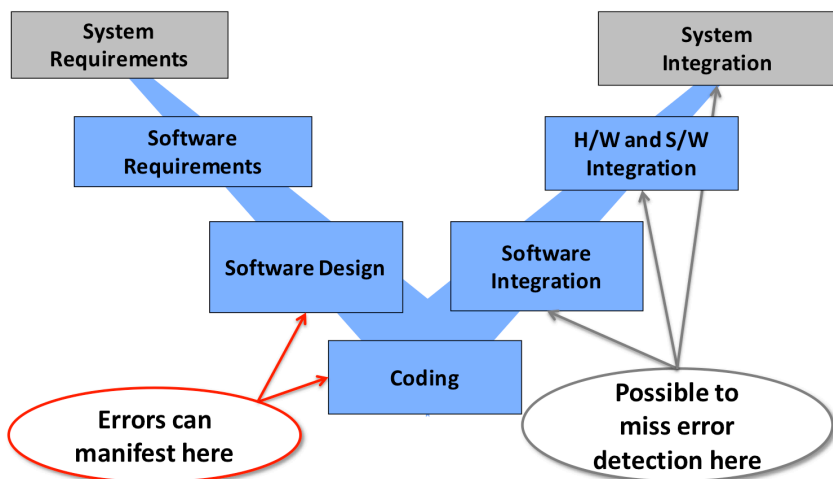 System
Requirements
System
Integration
Software
Requirements
H/W and S/W
Integration
Software Design
Software
Integration
Coding
Errors can
manifest here
Possible to
miss error
detection here